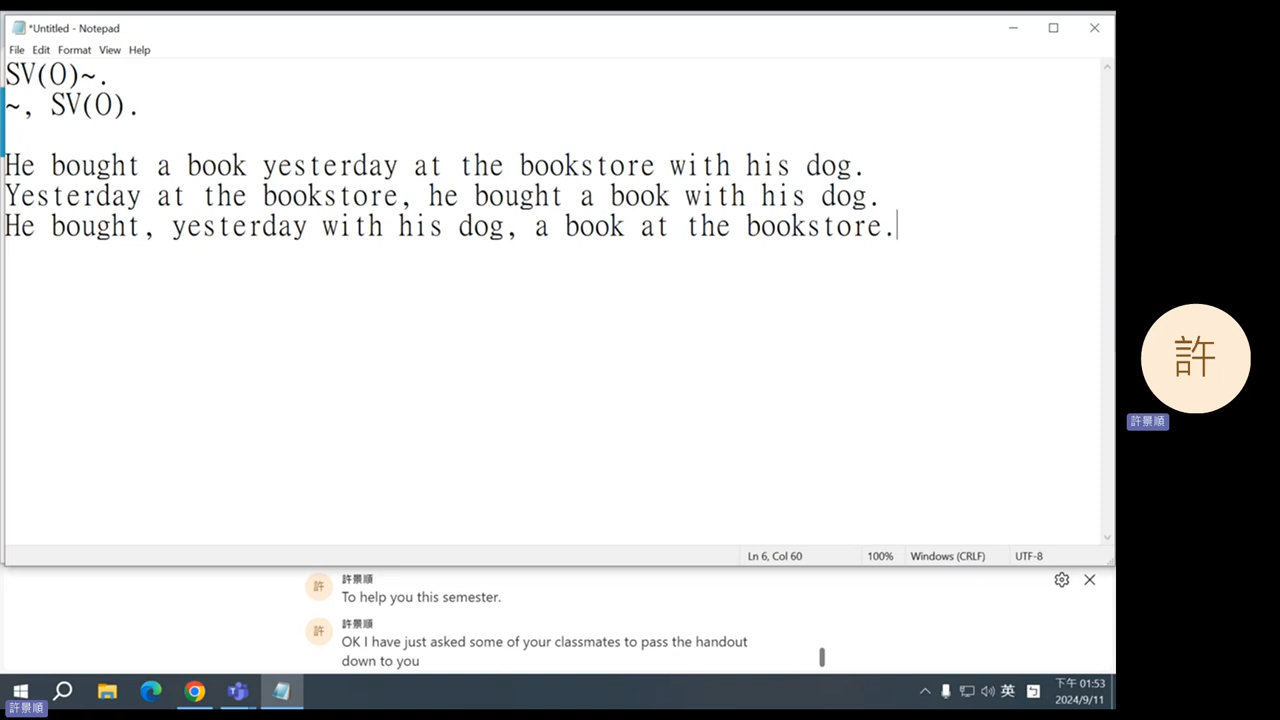 *Untitled - Notepad
File Edit Format View Help
SV(O)~.
~, SV(O).
He bought a book yesterday at the bookstore with his dog.
Yesterday at the bookstore, he bought a book with his dog.
He bought, yesterday with his dog, a book at the bookstore.
Ln 6, Col 60
100%
Windows (CRLF)
UTF-8
許
許景順
許
許景順
To help you this semester.
許
許景順
OK I have just asked some of your classmates to pass the handout
down to you
英
ㄅ
下午 01:53
2024/9/11
許景順